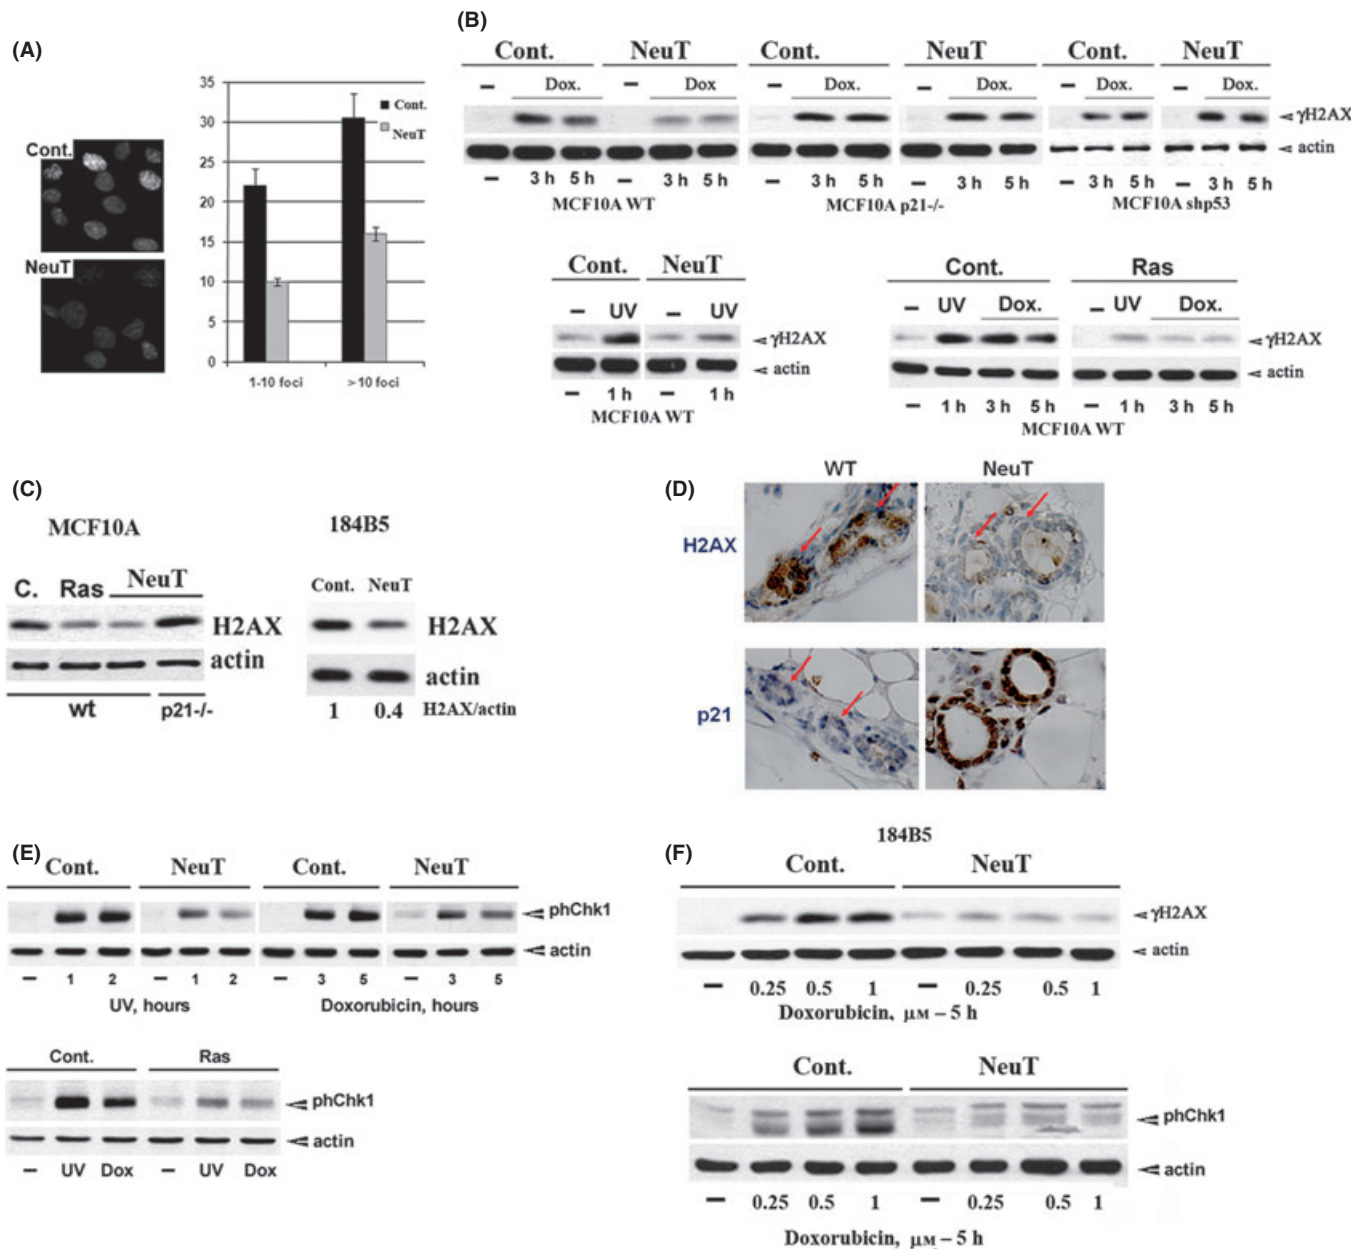 (A)
Cont.
NeuT
35
30
25
20
15
10
5
0
Cont.
NeuT
1-10 foci
>10 foci
(B)
Cont. NeuT Cont. NeuT Cont. NeuT
– Dox. – Dox – Dox. – Dox. – Dox. – Dox.
γH2AX
actin
– 3 h 5 h – 3 h 5 h – 3 h 5 h – 3 h 5 h – 3 h 5 h – 3 h 5 h
MCF10A WT MCF10A p21-/- MCF10A shp53
Cont. NeuT
– UV – UV
γH2AX
actin
– 1 h – 1 h
MCF10A WT
Cont. Ras
– UV Dox. – UV Dox.
γH2AX
actin
– 1 h 3 h 5 h – 1 h 3 h 5 h
MCF10A WT
(C)
MCF10A
C. Ras NeuT
H2AX
actin
wt p21-/-
184B5
Cont. NeuT
H2AX
actin
1 0.4 H2AX/actin
(D)
WT NeuT
H2AX
p21
(E)
Cont. NeuT Cont. NeuT
phChk1
actin
– 1 2 – 1 2 – 3 5 – 3 5
UV, hours Doxorubicin, hours
Cont. Ras
phChk1
actin
– UV Dox – UV Dox
(F)
184B5
Cont. NeuT
γH2AX
actin
– 0.25 0.5 1 – 0.25 0.5 1
Doxorubicin, μM – 5 h
Cont. NeuT
phChk1
actin
– 0.25 0.5 1 – 0.25 0.5 1
Doxorubicin, μM – 5 h